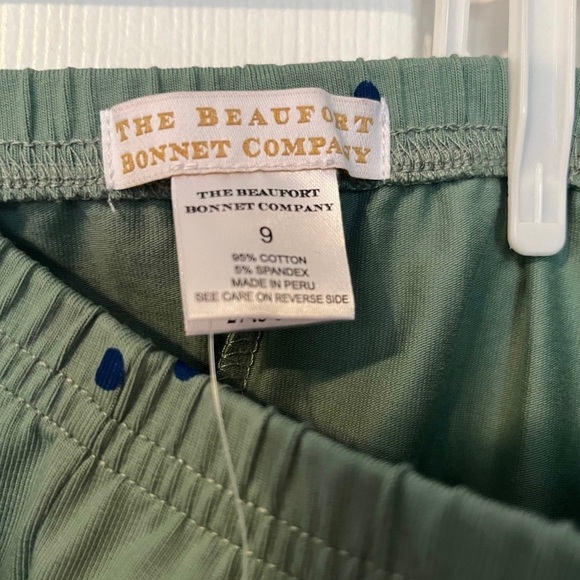 THE BEAUFORT
BONNET COMPANY
THE BEAUFORT
BONNET COMPANY
9
95% COTTON
5% SPANDEX
MADE IN PERU
SEE CARE ON REVERSE SIDE